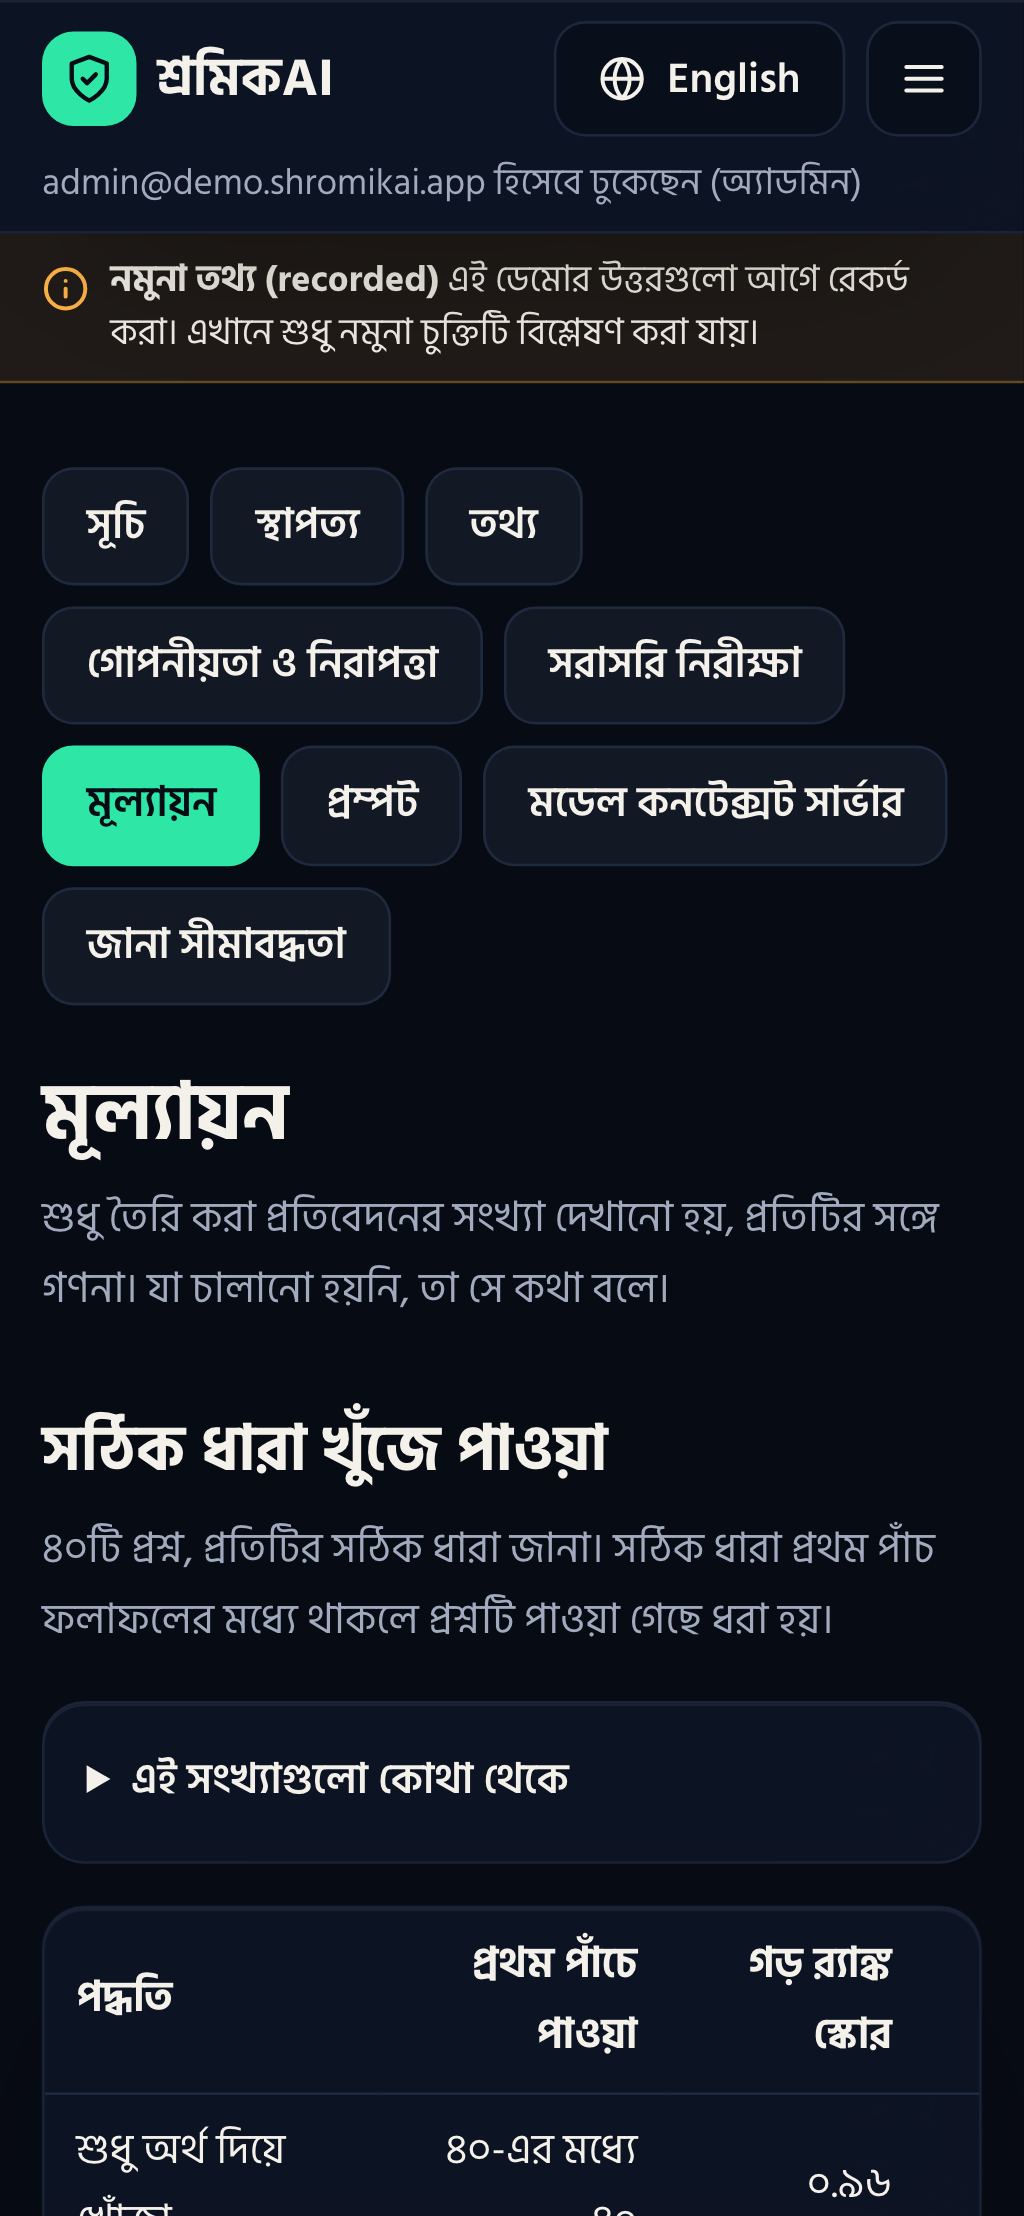 শ্রমিকAI
English
admin@demo.shromikai.app হিসেবে ঢুকেছেন (অ্যাডমিন)
নমুনা তথ্য (recorded) এই ডেমোর উত্তরগুলো আগে রেকর্ড
করা। এখানে শুধু নমুনা চুক্তিটি বিশ্লেষণ করা যায়।
সূচি
স্থাপত্য
তথ্য
গোপনীয়তা ও নিরাপত্তা
সরাসরি নিরীক্ষা
মূল্যায়ন
প্রম্পট
মডেল কনটেক্সট সার্ভার
জানা সীমাবদ্ধতা
মূল্যায়ন
শুধু তৈরি করা প্রতিবেদনের সংখ্যা দেখানো হয়, প্রতিটির সঙ্গে
গণনা। যা চালানো হয়নি, তা সে কথা বলে।
সঠিক ধারা খুঁজে পাওয়া
৪০টি প্রশ্ন, প্রতিটির সঠিক ধারা জানা। সঠিক ধারা প্রথম পাঁচ
ফলাফলের মধ্যে থাকলে প্রশ্নটি পাওয়া গেছে ধরা হয়।
এই সংখ্যাগুলো কোথা থেকে
পদ্ধতি
প্রথম পাঁচে
পাওয়া
গড় র‍্যাঙ্ক
স্কোর
শুধু অর্থ দিয়ে
৪০-এর মধ্যে
০.৯৬